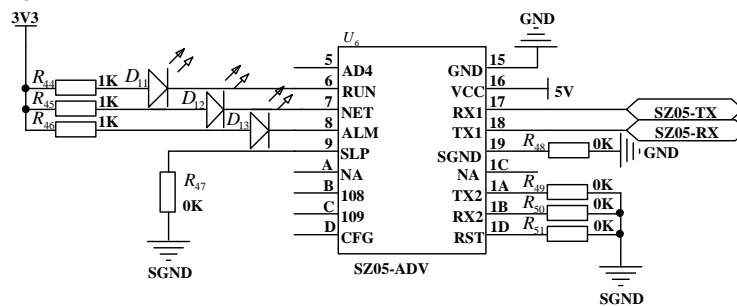 3V3
GND
U6
5 AD4 GND 15
R44 1K D11 6 RUN VCC 16 5V
R45 1K D12 7 NET RX1 17 SZ05-TX
R46 1K D13 8 ALM TX1 18 SZ05-RX
9 SLP SGND 19 R48 0K GND
A NA NA 1C
R47 0K B 108 TX2 1A R49 0K
C 109 RX2 1B R50 0K
D CFG RST 1D R51 0K
SGND SZ05-ADV SGND